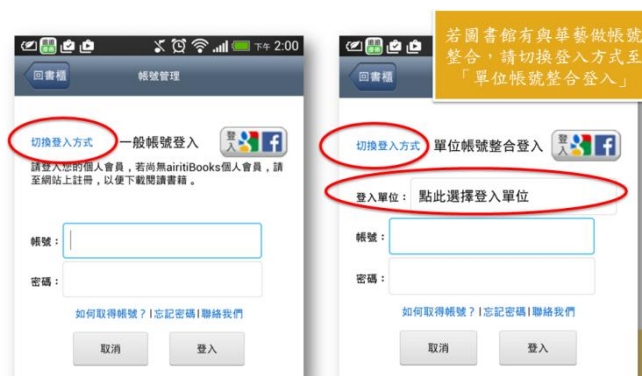 下午 2:00
回書櫃
帳號管理
切換登入方式
一般帳號登入
登入
請登入您的個人會員，若尚無airitiBooks個人會員，請
至網站上註冊，以便下載閱讀書籍。
帳號：
密碼：
如何取得帳號？|忘記密碼|聯絡我們
取消
登入
若圖書館有與華藝做帳號
整合，請切換登入方式至
「單位帳號整合登入」
回書櫃
切換登入方式
單位帳號整合登入
登入
登入單位：
點此選擇登入單位
帳號：
密碼：
如何取得帳號？|忘記密碼|聯絡我們
取消
登入